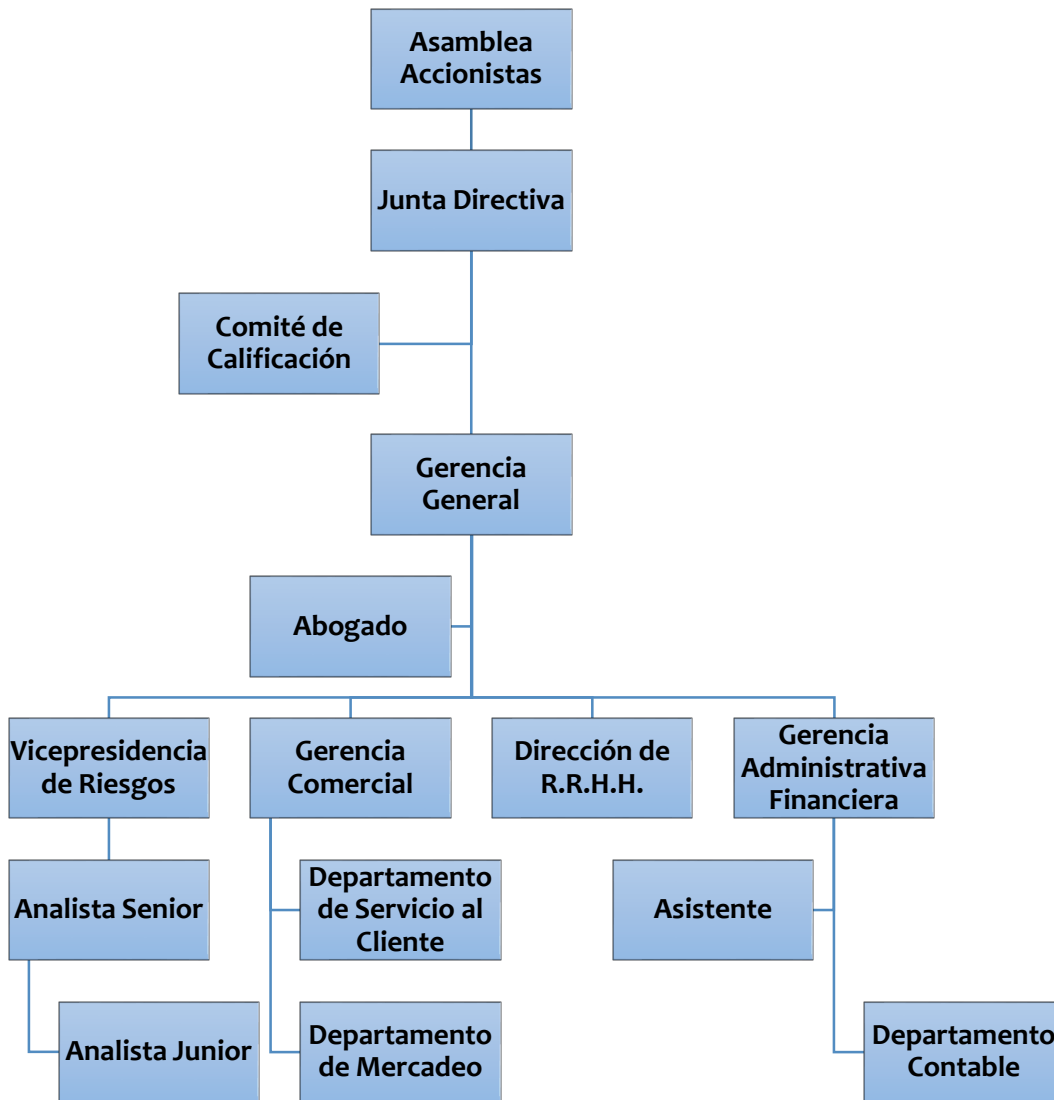 Asamblea
Accionistas
Junta Directiva
Comité de
Calificación
Gerencia
General
Abogado
Vicepresidencia
de Riesgos
Gerencia
Comercial
Dirección de
R.R.H.H.
Gerencia
Administrativa
Financiera
Analista Senior
Departamento
de Servicio al
Cliente
Asistente
Analista Junior
Departamento
de Mercadeo
Departamento
Contable